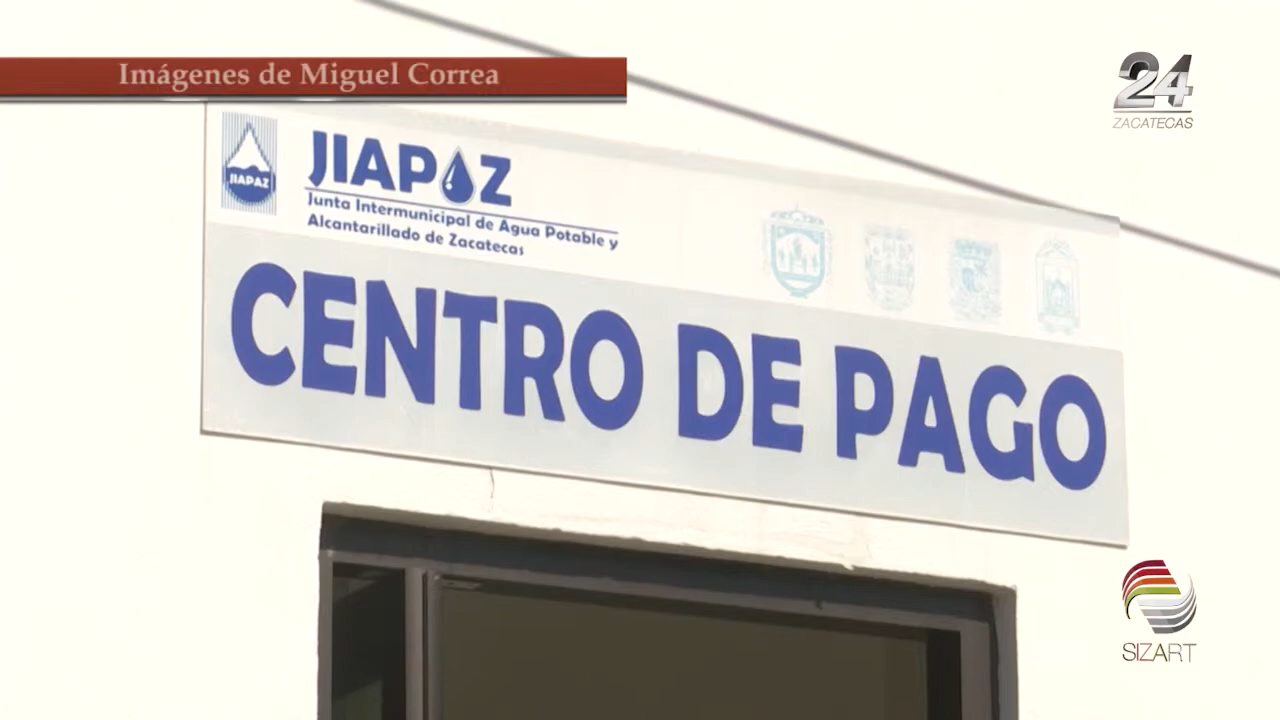 Imágenes de Miguel Correa
24
ZACATECAS
JIAPAZ
JIAPAZ
Junta Intermunicipal de Agua Potable y
Alcantarillado de Zacatecas
CENTRO DE PAGO
SIZART